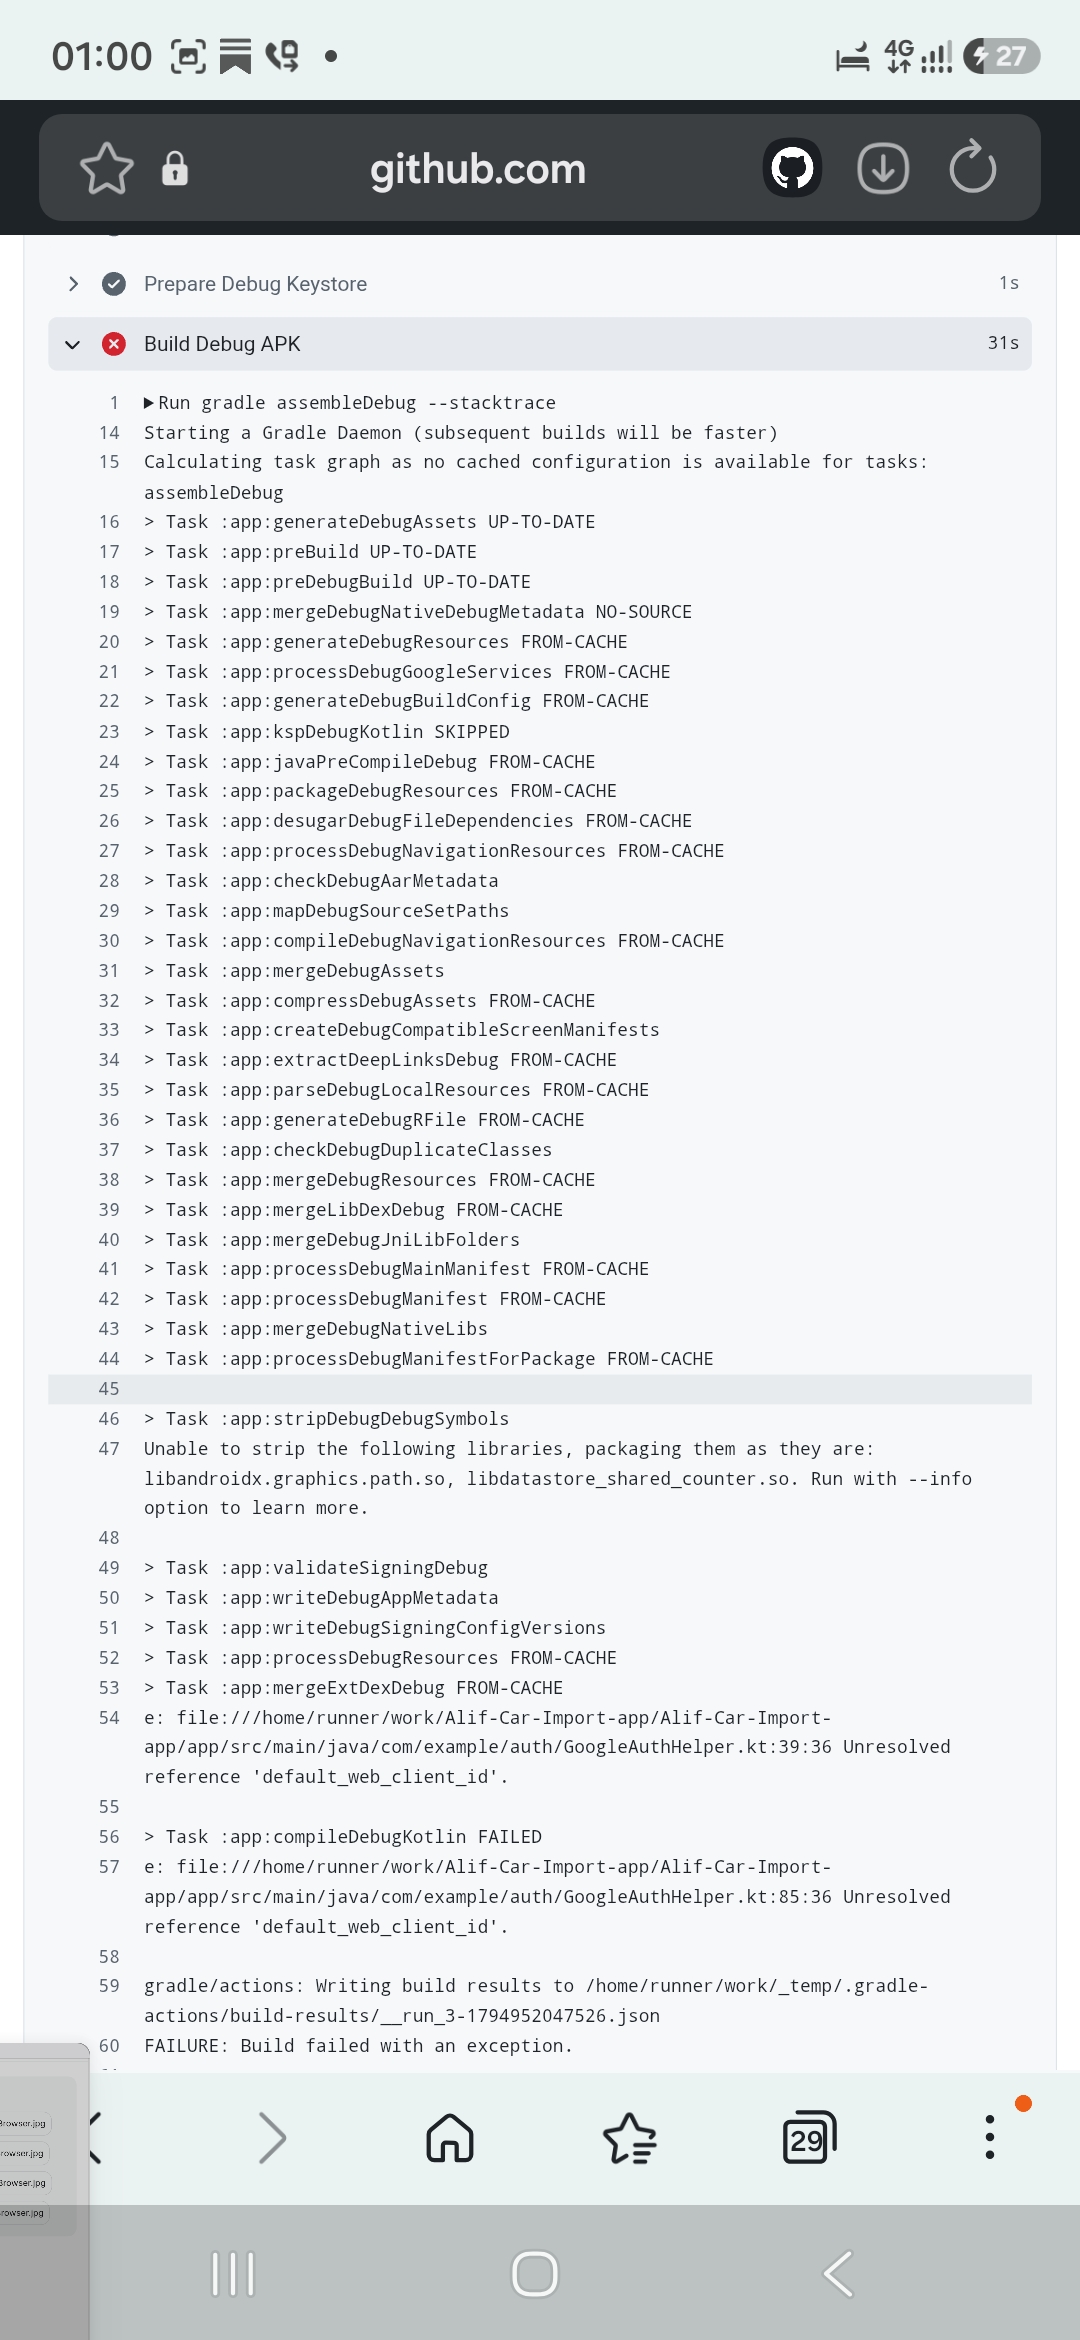 01:00
4G
27
github.com
Prepare Debug Keystore 1s
Build Debug APK 31s
1 ▶Run gradle assembleDebug --stacktrace
14 Starting a Gradle Daemon (subsequent builds will be faster)
15 Calculating task graph as no cached configuration is available for tasks:
assembleDebug
16 > Task :app:generateDebugAssets UP-TO-DATE
17 > Task :app:preBuild UP-TO-DATE
18 > Task :app:preDebugBuild UP-TO-DATE
19 > Task :app:mergeDebugNativeDebugMetadata NO-SOURCE
20 > Task :app:generateDebugResources FROM-CACHE
21 > Task :app:processDebugGoogleServices FROM-CACHE
22 > Task :app:generateDebugBuildConfig FROM-CACHE
23 > Task :app:kspDebugKotlin SKIPPED
24 > Task :app:javaPreCompileDebug FROM-CACHE
25 > Task :app:packageDebugResources FROM-CACHE
26 > Task :app:desugarDebugFileDependencies FROM-CACHE
27 > Task :app:processDebugNavigationResources FROM-CACHE
28 > Task :app:checkDebugAarMetadata
29 > Task :app:mapDebugSourceSetPaths
30 > Task :app:compileDebugNavigationResources FROM-CACHE
31 > Task :app:mergeDebugAssets
32 > Task :app:compressDebugAssets FROM-CACHE
33 > Task :app:createDebugCompatibleScreenManifests
34 > Task :app:extractDeepLinksDebug FROM-CACHE
35 > Task :app:parseDebugLocalResources FROM-CACHE
36 > Task :app:generateDebugRFile FROM-CACHE
37 > Task :app:checkDebugDuplicateClasses
38 > Task :app:mergeDebugResources FROM-CACHE
39 > Task :app:mergeLibDexDebug FROM-CACHE
40 > Task :app:mergeDebugJniLibFolders
41 > Task :app:processDebugMainManifest FROM-CACHE
42 > Task :app:processDebugManifest FROM-CACHE
43 > Task :app:mergeDebugNativeLibs
44 > Task :app:processDebugManifestForPackage FROM-CACHE
45
46 > Task :app:stripDebugDebugSymbols
47 Unable to strip the following libraries, packaging them as they are:
libandroidx.graphics.path.so, libdatastore_shared_counter.so. Run with --info
option to learn more.
48
49 > Task :app:validateSigningDebug
50 > Task :app:writeDebugAppMetadata
51 > Task :app:writeDebugSigningConfigVersions
52 > Task :app:processDebugResources FROM-CACHE
53 > Task :app:mergeExtDexDebug FROM-CACHE
54 e: file:///home/runner/work/Alif-Car-Import-app/Alif-Car-Import-
app/app/src/main/java/com/example/auth/GoogleAuthHelper.kt:39:36 Unresolved
reference 'default_web_client_id'.
55
56 > Task :app:compileDebugKotlin FAILED
57 e: file:///home/runner/work/Alif-Car-Import-app/Alif-Car-Import-
app/app/src/main/java/com/example/auth/GoogleAuthHelper.kt:85:36 Unresolved
reference 'default_web_client_id'.
58
59 gradle/actions: Writing build results to /home/runner/work/_temp/.gradle-
actions/build-results/__run_3-1794952047526.json
60 FAILURE: Build failed with an exception.
Browser.jpg
rowser.jpg
Browser.jpg
rowser.jpg
29